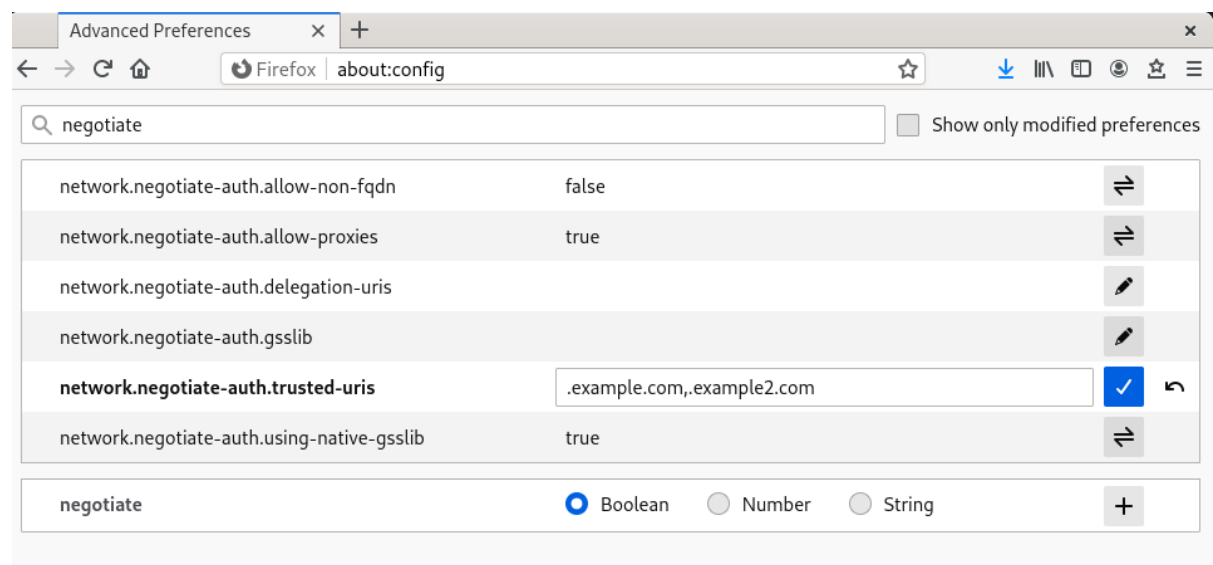 Advanced Preferences
Firefox about:config
negotiate Show only modified preferences
network.negotiate-auth.allow-non-fqdn false
network.negotiate-auth.allow-proxies true
network.negotiate-auth.delegation-uris
network.negotiate-auth.gsslib
network.negotiate-auth.trusted-uris .example.com,.example2.com
network.negotiate-auth.using-native-gsslib true
negotiate Boolean Number String